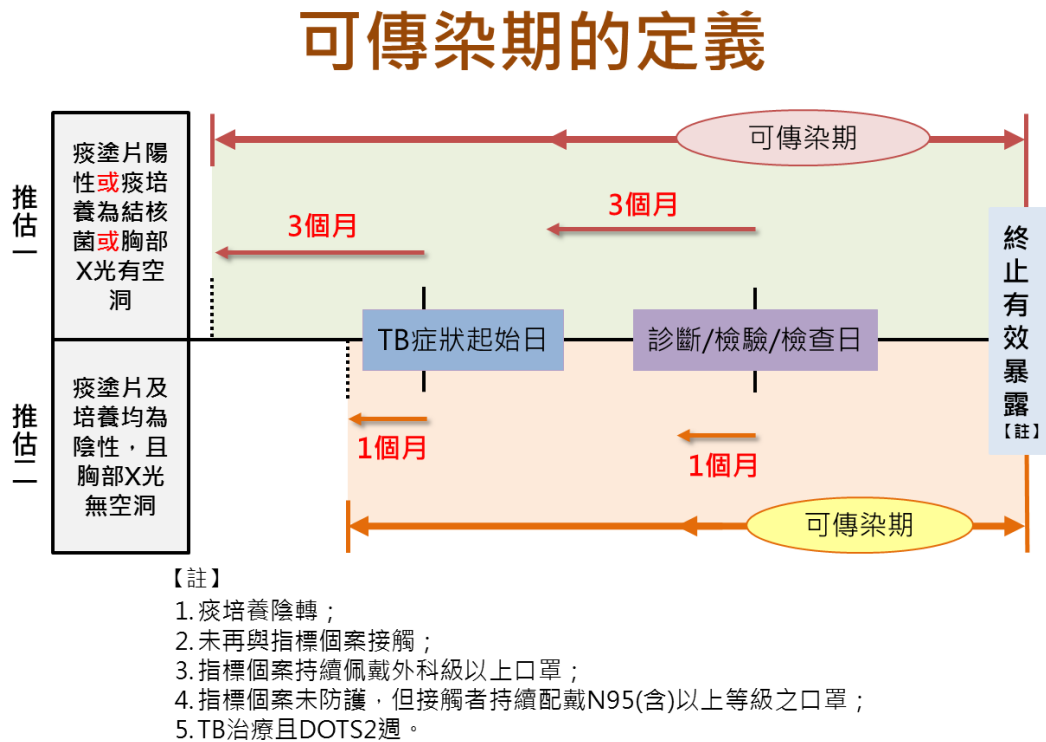 可傳染期的定義
推估一
痰塗片陽
性或痰培
養為結核
菌或胸部
X光有空
洞
可傳染期
3個月
3個月
TB症狀起始日
診斷/檢驗/檢查日
終止有效暴露
【註】
推估二
痰塗片及
培養均為
陰性，且
胸部X光
無空洞
1個月
1個月
可傳染期
【註】
1.痰培養陰轉；
2.未再與指標個案接觸；
3.指標個案持續佩戴外科級以上口罩；
4.指標個案未防護，但接觸者持續配戴N95(含)以上等級之口罩；
5.TB治療且DOTS2週。